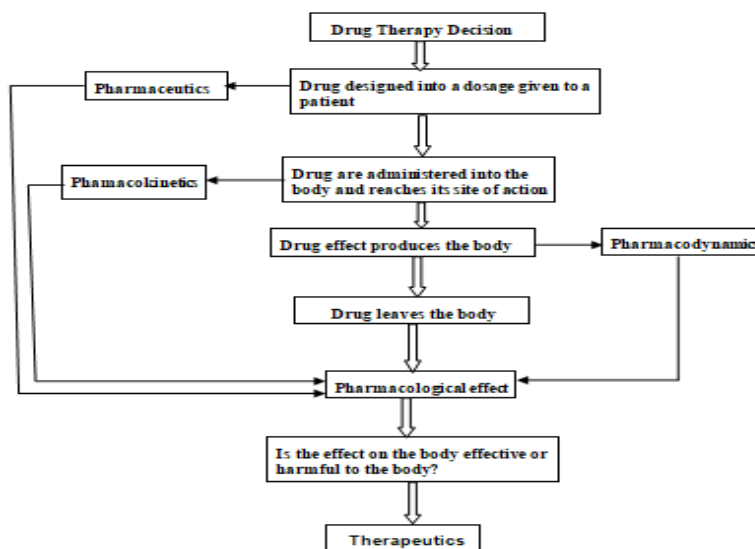 Drug Therapy Decision
Pharmaceutics
Drug designed into a dosage given to a
patient
Phamacokinetics
Drug are administered into the
body and reaches its site of action
Drug effect produces the body
Pharmacodynamic
Drug leaves the body
Pharmacological effect
Is the effect on the body effective or
harmful to the body?
Therapeutics